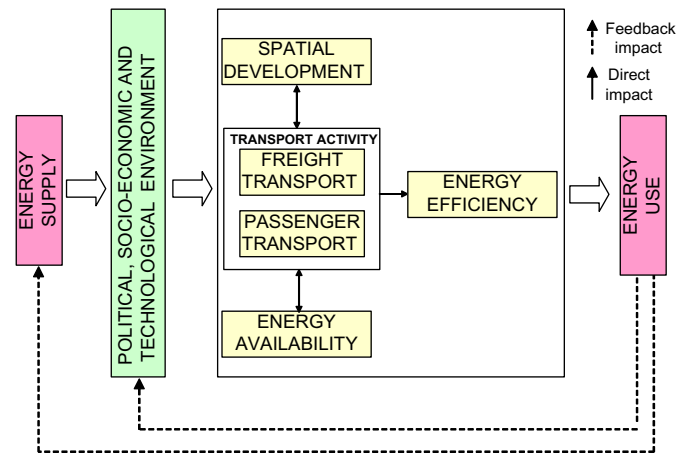 ENERGY
SUPPLY
POLITICAL, SOCIO-ECONOMIC AND
TECHNOLOGICAL ENVIRONMENT
SPATIAL
DEVELOPMENT
TRANSPORT ACTIVITY
FREIGHT
TRANSPORT
PASSENGER
TRANSPORT
ENERGY
AVAILABILITY
ENERGY
EFFICIENCY
ENERGY
USE
Feedback
impact
Direct
impact